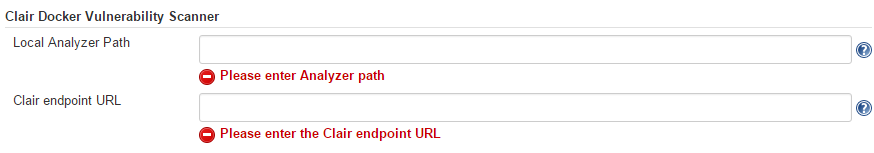 Clair Docker Vulnerability Scanner
Local Analyzer Path
Please enter Analyzer path
Clair endpoint URL
Please enter the Clair endpoint URL